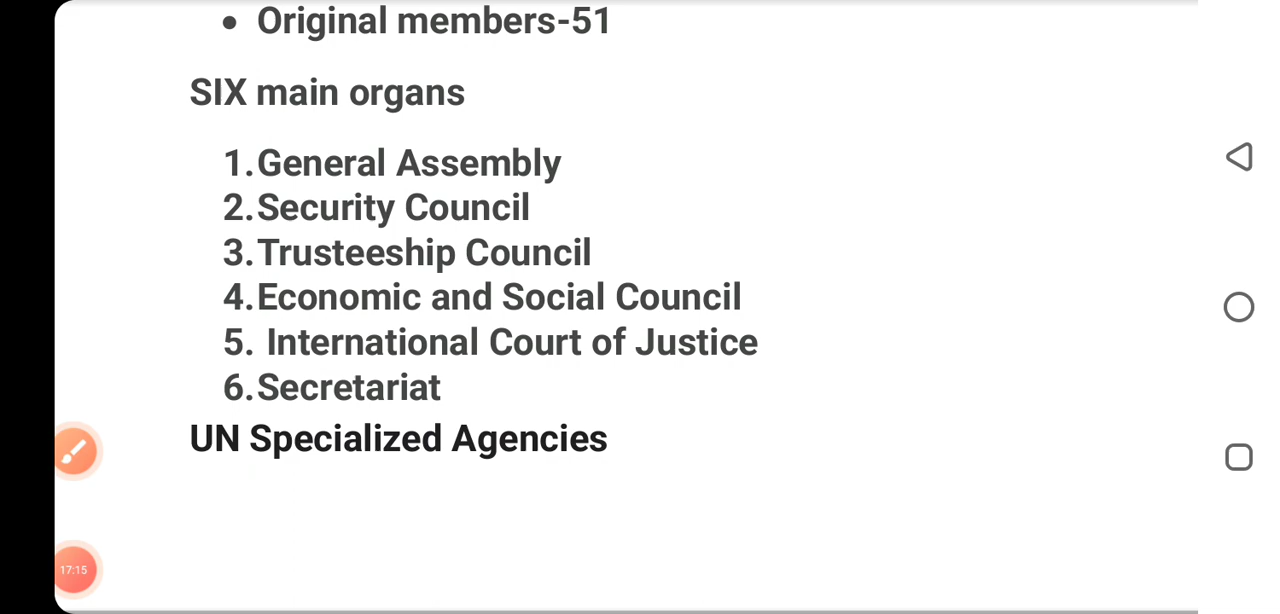 • Original members-51
SIX main organs
1.General Assembly
2.Security Council
3.Trusteeship Council
4.Economic and Social Council
5. International Court of Justice
6.Secretariat
UN Specialized Agencies
17:15